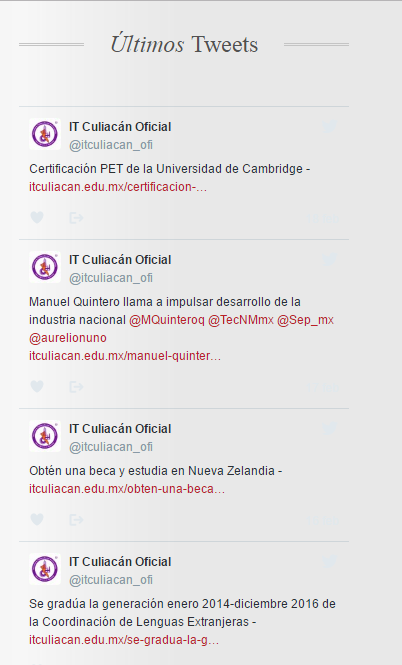 Últimos Tweets
IT Culiacán Oficial
@itculiacan_ofi
Certificación PET de la Universidad de Cambridge -
itculiacan.edu.mx/certificacion-…
IT Culiacán Oficial
@itculiacan_ofi
Manuel Quintero llama a impulsar desarrollo de la
industria nacional @MQuinteroq @TecNMmx @Sep_mx
@aurelionuno
itculiacan.edu.mx/manuel-quinter…
IT Culiacán Oficial
@itculiacan_ofi
Obtén una beca y estudia en Nueva Zelandia -
itculiacan.edu.mx/obten-una-beca…
IT Culiacán Oficial
@itculiacan_ofi
Se gradúa la generación enero 2014-diciembre 2016 de
la Coordinación de Lenguas Extranjeras -
itculiacan.edu.mx/se-gradua-la-g…